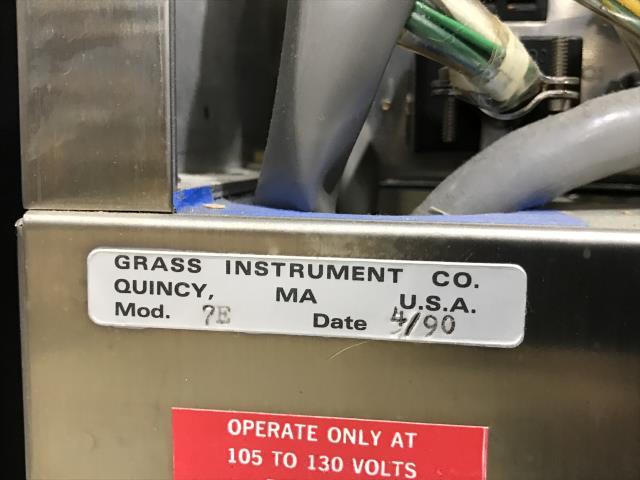 GRASS INSTRUMENT CO.
QUINCY, MA U.S.A.
Mod. 7E Date 4/90
OPERATE ONLY AT
105 TO 130 VOLTS